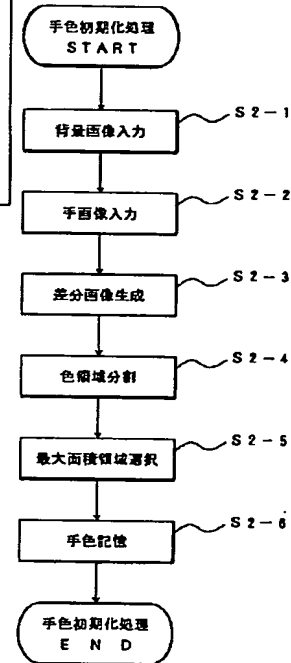 手色初期化処理
START
背景画像入力
S2-1
手画像入力
S2-2
差分画像生成
S2-3
色領域分割
S2-4
最大面積領域選択
S2-5
手色記憶
S2-6
手色初期化処理
END